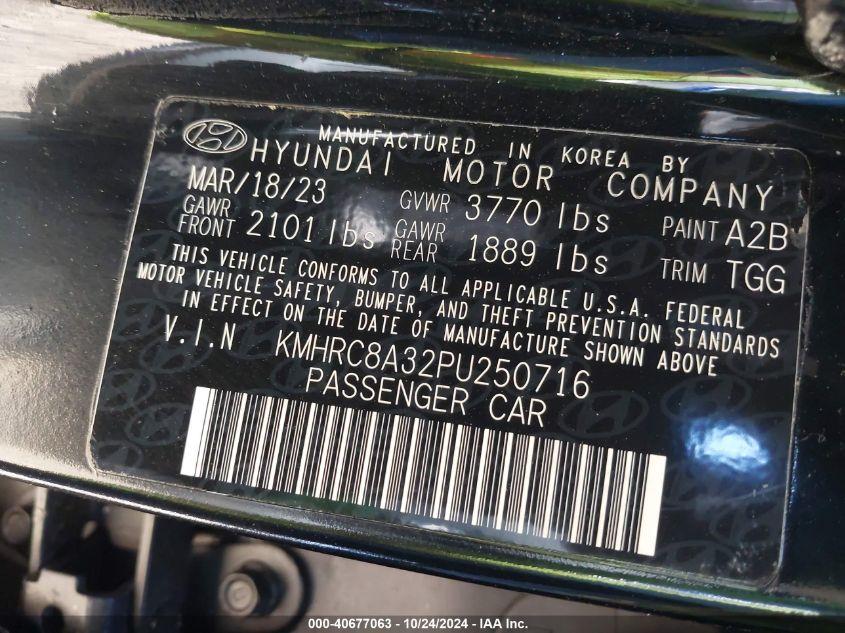 MANUFACTURED IN KOREA BY
HYUNDAI MOTOR COMPANY
MAR/18/23 GVWR 3770 lbs PAINT A2B
GAWR FRONT 2101 lbs GAWR REAR 1889 lbs TRIM TGG
THIS VEHICLE CONFORMS TO ALL APPLICABLE U.S.A. FEDERAL
MOTOR VEHICLE SAFETY, BUMPER, AND THEFT PREVENTION STANDARDS
IN EFFECT ON THE DATE OF MANUFACTURE SHOWN ABOVE
V.I.N KMHRC8A32PU250716
PASSENGER CAR
000-40677063 - 10/24/2024 - IAA Inc.